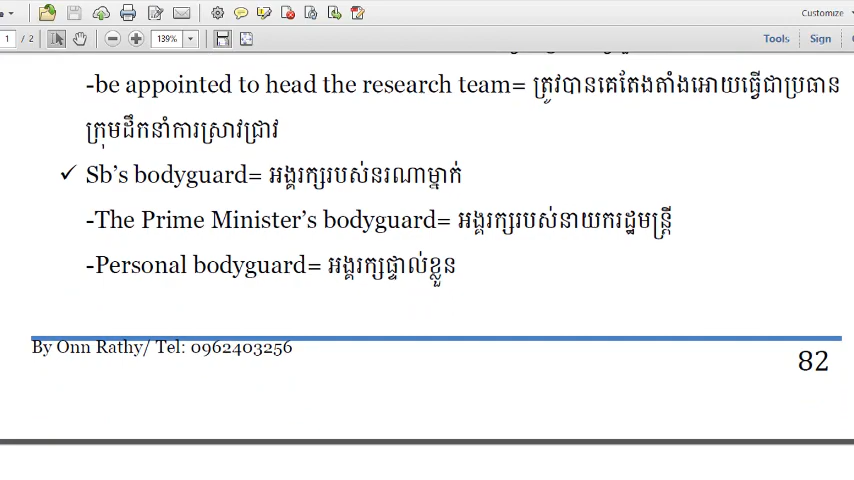 Customize
1 / 2
139%
Tools
Sign
-be appointed to head the research team= ត្រូវបានគេតែងតាំងអោយធ្វើជាប្រធាន
ក្រុមដឹកនាំការស្រាវជ្រាវ
✓ Sb’s bodyguard= អង្គរក្សរបស់នរណាម្នាក់
-The Prime Minister’s bodyguard= អង្គរក្សរបស់នាយករដ្ឋមន្ត្រី
-Personal bodyguard= អង្គរក្សផ្ទាល់ខ្លួន
By Onn Rathy/ Tel: 0962403256
82